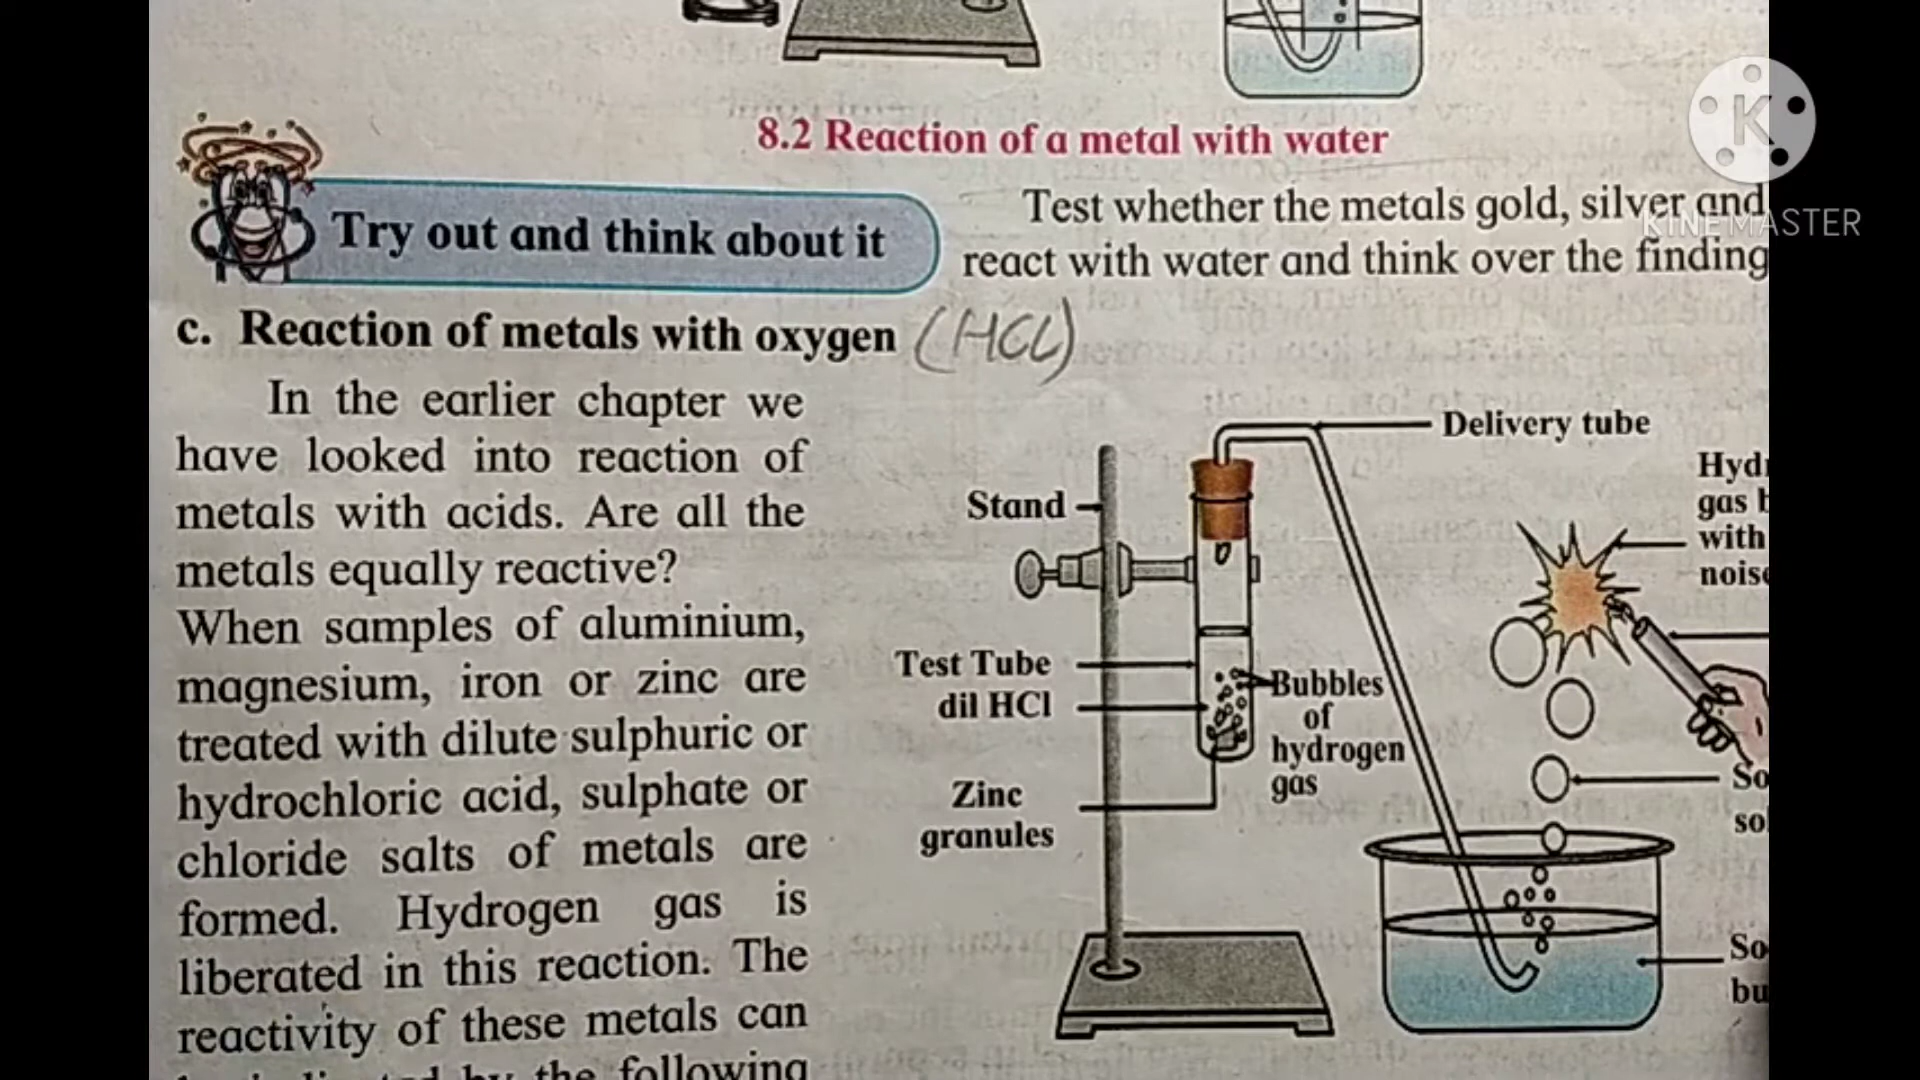 8.2 Reaction of a metal with water
K
KINEMASTER
Try out and think about it
Test whether the metals gold, silver and
react with water and think over the finding
c. Reaction of metals with oxygen (HCL)
In the earlier chapter we
have looked into reaction of
metals with acids. Are all the
metals equally reactive?
When samples of aluminium,
magnesium, iron or zinc are
treated with dilute sulphuric or
hydrochloric acid, sulphate or
chloride salts of metals are
formed. Hydrogen gas is
liberated in this reaction. The
reactivity of these metals can
by the following
Delivery tube
Stand
gas
with
Test Tube
dil HCl
Bubbles
of
hydrogen
gas
Zinc
granules